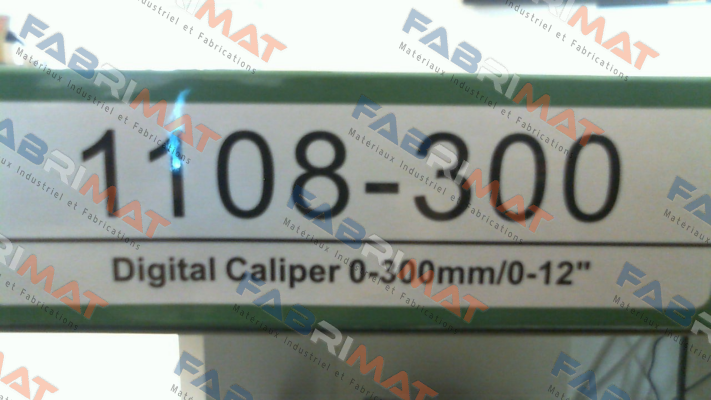 1108-300
Digital Caliper 0-300mm/0-12"
FABRIMAT
Materiaux Industriel et Fabrications